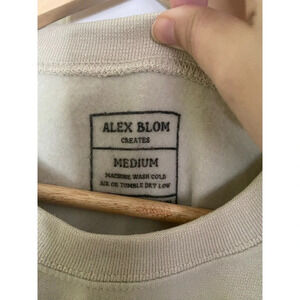 ALEX BLOM
CREATES
MEDIUM
MACHINE WASH COLD
AIR OR TUMBLE DRY LOW